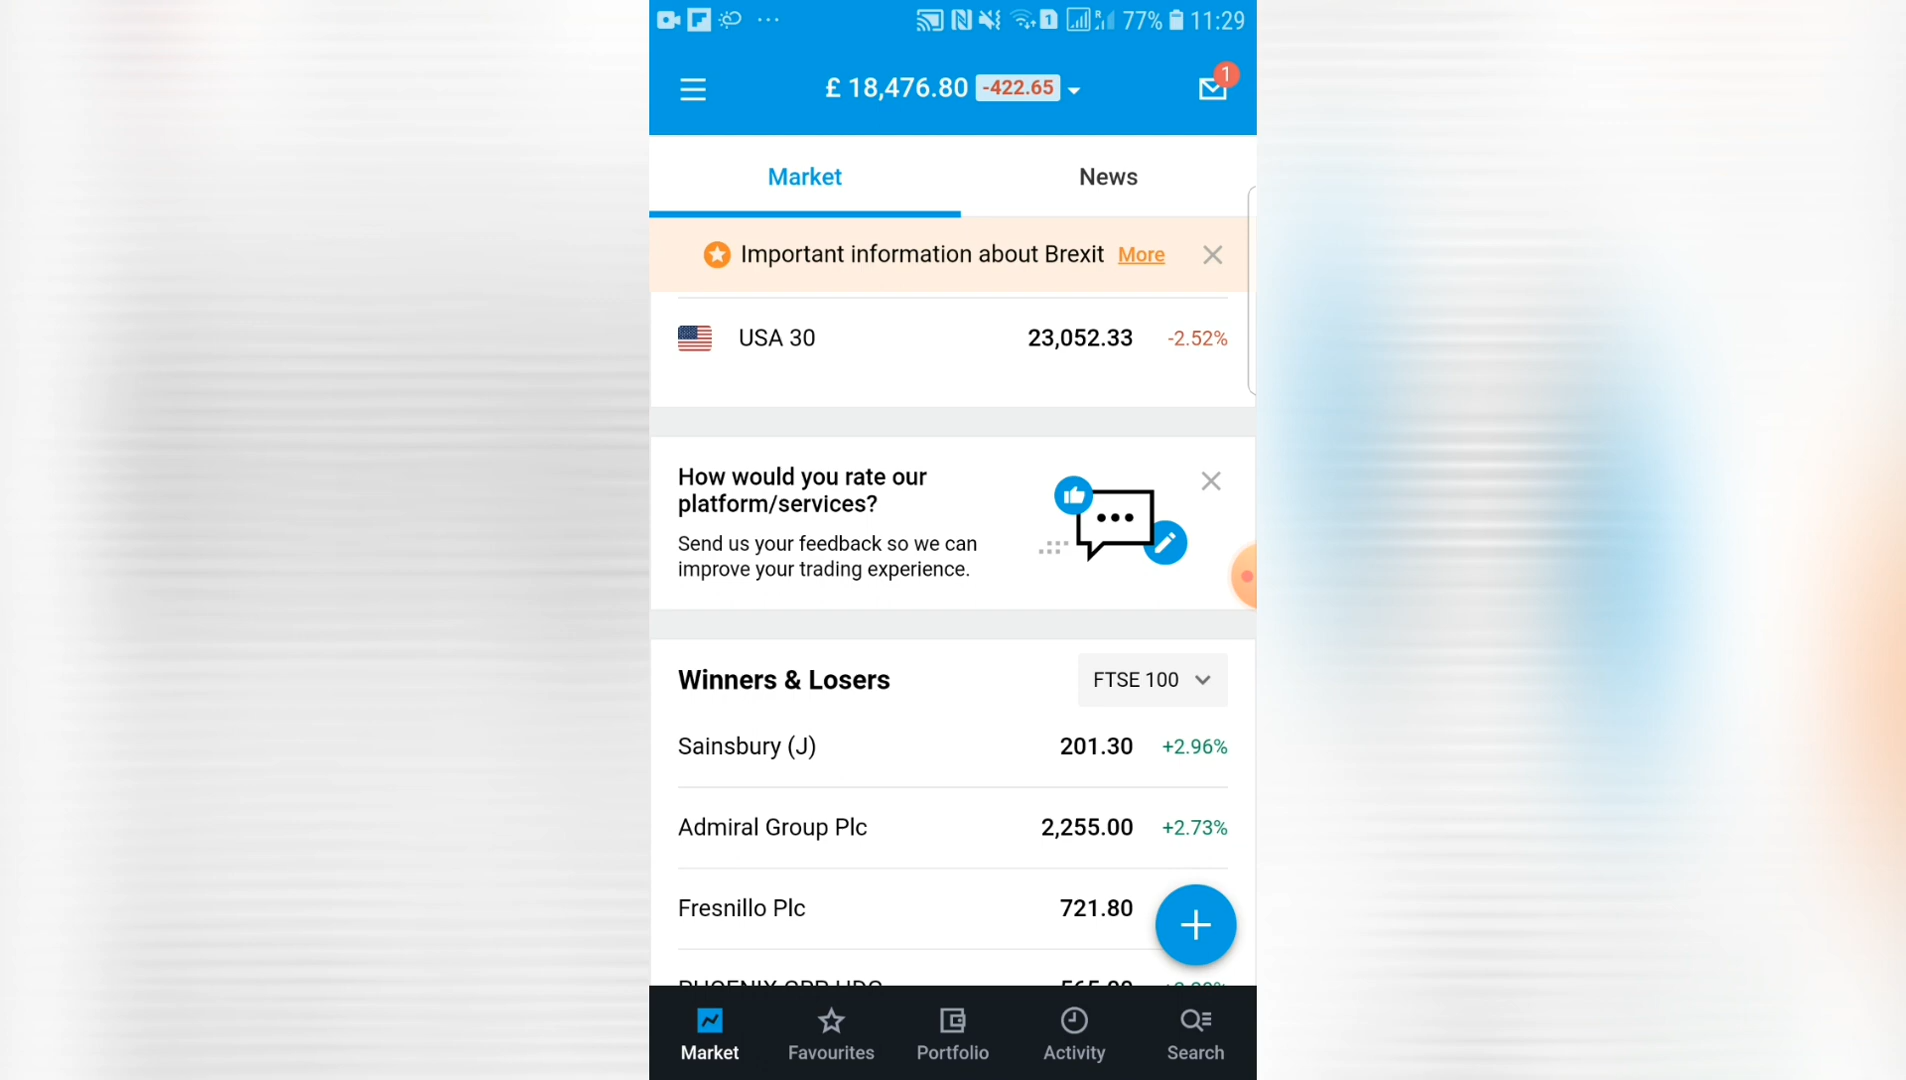 77% 11:29
£ 18,476.80 -422.65
1
Market News
Important information about Brexit More
USA 30 23,052.33 -2.52%
How would you rate our
platform/services?
Send us your feedback so we can
improve your trading experience.
Winners & Losers FTSE 100
Sainsbury (J) 201.30 +2.96%
Admiral Group Plc 2,255.00 +2.73%
Fresnillo Plc 721.80
Market Favourites Portfolio Activity Search